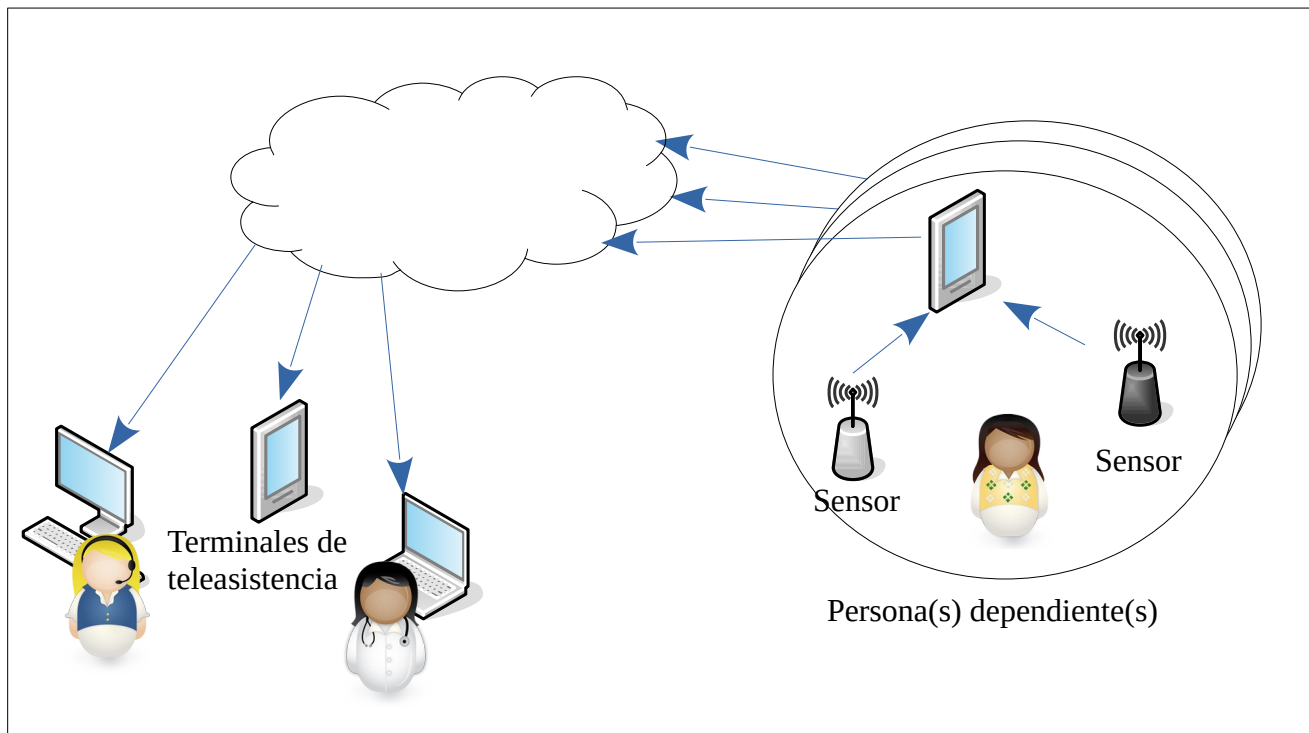 Sensor
Sensor
Terminales de
teleasistencia
Persona(s) dependiente(s)